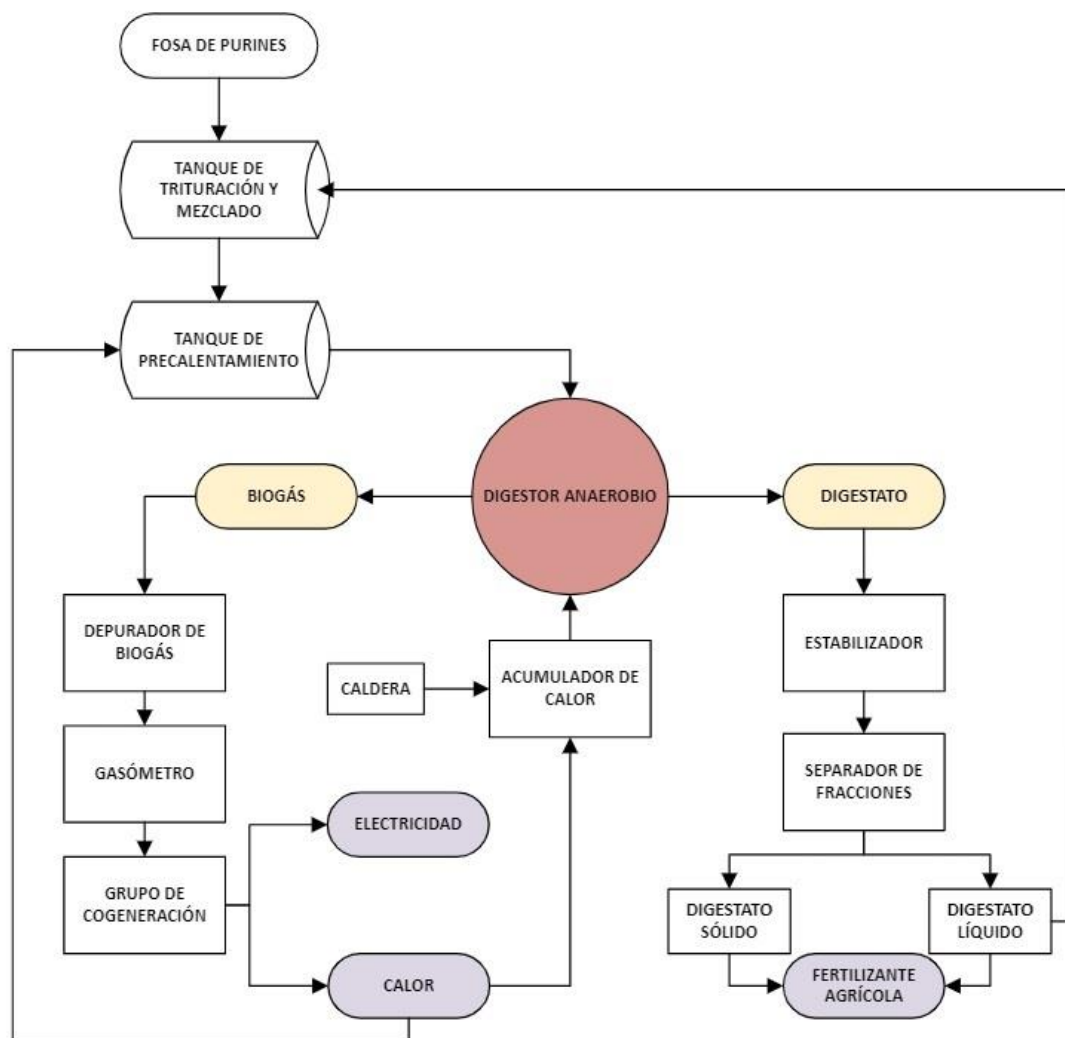 FOSA DE PURINES
TANQUE DE
TRITURACIÓN Y
MEZCLADO
TANQUE DE
PRECALENTAMIENTO
BIOGÁS
DIGESTOR ANAEROBIO
DIGESTATO
DEPURADOR DE
BIOGÁS
CALDERA
ACUMULADOR DE
CALOR
ESTABILIZADOR
GASÓMETRO
SEPARADOR DE
FRACCIONES
ELECTRICIDAD
GRUPO DE
COGENERACIÓN
DIGESTATO
SÓLIDO
DIGESTATO
LÍQUIDO
CALOR
FERTILIZANTE
AGRÍCOLA